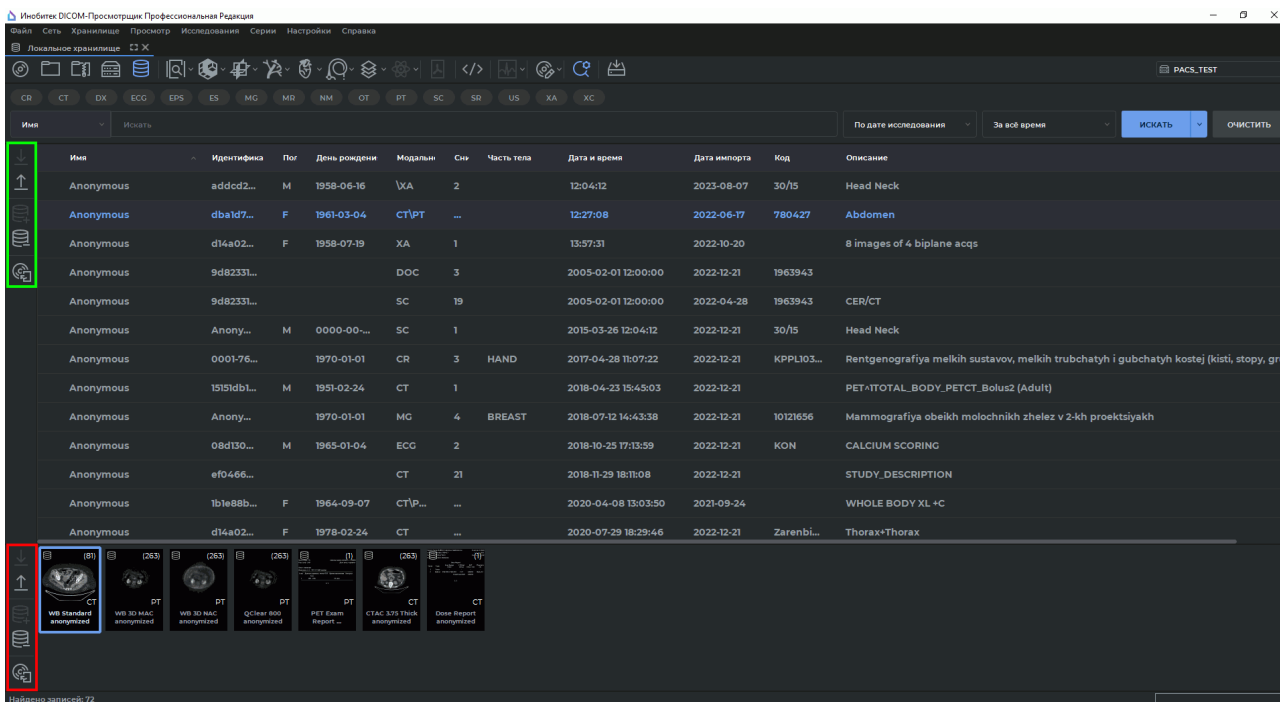 Инобитек DICOM-Просмотрщик Профессиональная Редакция
Файл Сеть Хранилище Просмотр Исследования Серии Настройки Справка
Локальное хранилище
PACS_TEST
CR CT DX ECG EPS ES MG MR NM OT PT SC SR US XA XC
Имя Искать По дате исследования За всё время ИСКАТЬ ОЧИСТИТЬ
Имя Идентифика Пол День рождени Модально Сни Часть тела Дата и время Дата импорта Код Описание
Anonymous addcd2... M 1958-06-16 \XA 2 12:04:12 2023-08-07 30/15 Head Neck
Anonymous dba1d7... F 1961-03-04 CT\PT ... 12:27:08 2022-06-17 780427 Abdomen
Anonymous d14a02... F 1958-07-19 XA 1 13:57:31 2022-10-20 8 images of 4 biplane acqs
Anonymous 9d82331... DOC 3 2005-02-01 12:00:00 2022-12-21 1963943
Anonymous 9d82331... SC 19 2005-02-01 12:00:00 2022-04-28 1963943 CER/CT
Anonymous Anony... M 0000-00-... SC 1 2015-03-26 12:04:12 2022-12-21 30/15 Head Neck
Anonymous 0001-76... 1970-01-01 CR 3 HAND 2017-04-28 11:07:22 2022-12-21 KPPL103... Rentgenografiya melkih sustavov, melkih trubchatyh i gubchatyh kostej (kisti, stopy, gr
Anonymous 15151db1... M 1951-02-24 CT 1 2018-04-23 15:45:03 2022-12-21 PET^1TOTAL_BODY_PETCT_Bolus2 (Adult)
Anonymous Anony... 1970-01-01 MG 4 BREAST 2018-07-12 14:43:38 2022-12-21 10121656 Mammografiya obeikh molochnikh zhelez v 2-kh proektsiyakh
Anonymous 08d130... M 1965-01-04 ECG 2 2018-10-25 17:13:59 2022-12-21 KON CALCIUM SCORING
Anonymous ef0466... CT 21 2018-11-29 18:11:08 2022-12-21 STUDY_DESCRIPTION
Anonymous 1b1e88b... F 1964-09-07 CT\P... ... 2020-04-08 13:03:50 2021-09-24 WHOLE BODY XL +C
Anonymous d14a02... F 1978-02-24 CT ... 2020-07-29 18:29:46 2022-12-21 Zarenbi... Thorax+Thorax
(81) (263) (263) (263) (1) (263) (1)
CT PT PT PT PT CT CT
WB Standard WB 3D MAC WB 3D NAC QClear 800 PET Exam CTAC 3.75 Thick Dose Report
anonymized anonymized anonymized anonymized Report ... anonymized anonymized
Найдено записей: 72